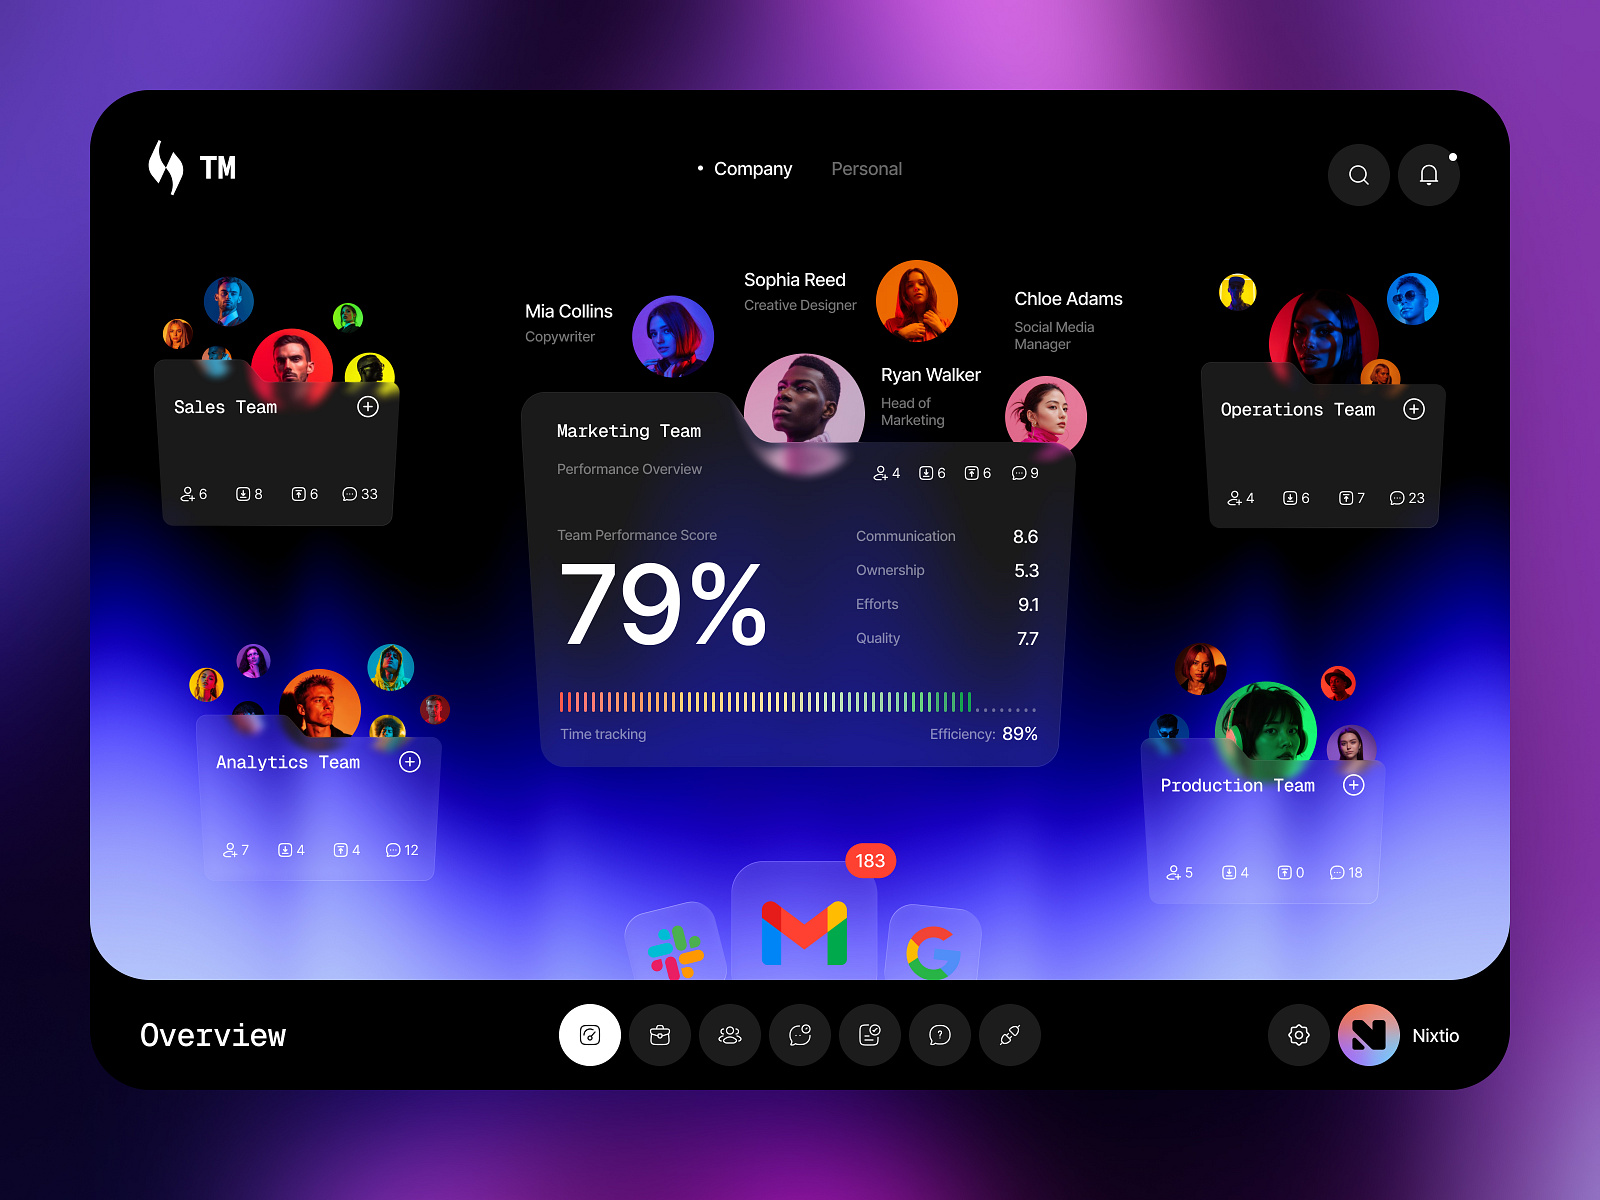 TM
Company
Personal
Mia Collins
Copywriter
Sophia Reed
Creative Designer
Chloe Adams
Social Media
Manager
Ryan Walker
Head of
Marketing
Sales Team
6 8 6 33
Marketing Team
Performance Overview
4 6 6 9
Team Performance Score
79%
Communication 8.6
Ownership 5.3
Efforts 9.1
Quality 7.7
Time tracking
Efficiency: 89%
Operations Team
4 6 7 23
Analytics Team
7 4 4 12
Production Team
5 4 0 18
183
Overview
Nixtio